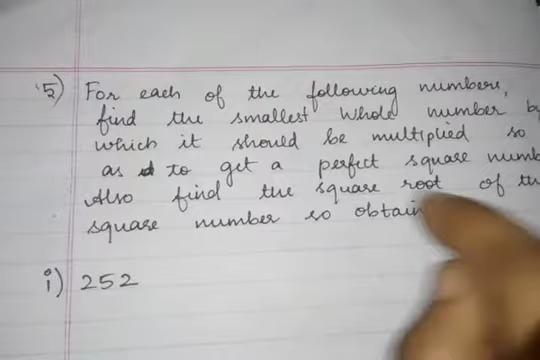 5) For each of the following numbers,
find the smallest whole number by
which it should be multiplied so
as to get a perfect square numb
Also find the square root of th
square number so obtain
i) 252